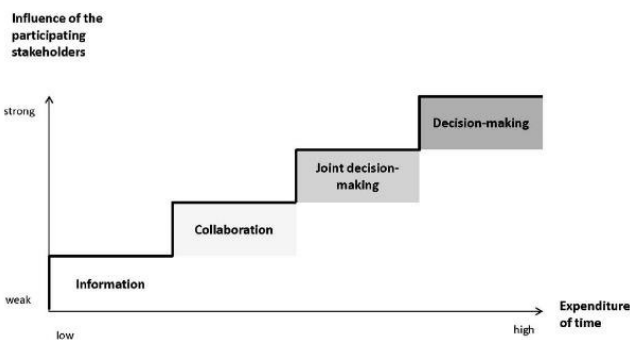 Influence of the
participating
stakeholders
strong
Decision-making
Joint decision-
making
Collaboration
Information
weak
Expenditure
of time
low
high